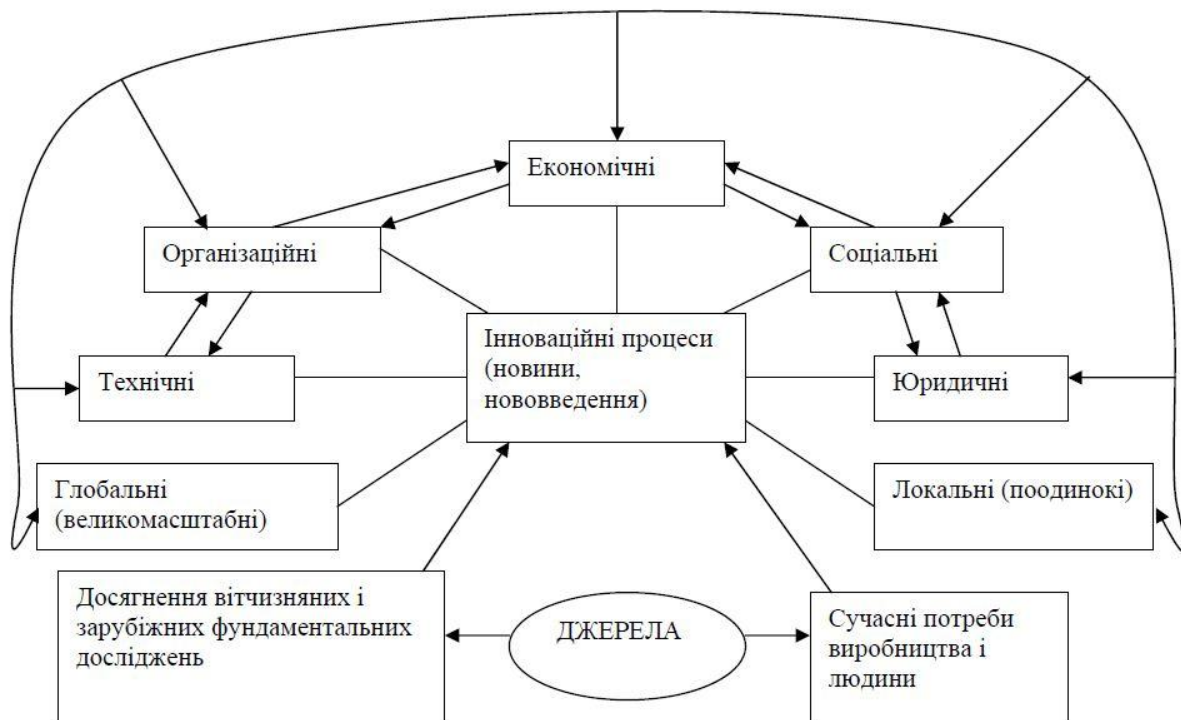 Економічні
Організаційні
Соціальні
Інноваційні процеси
(новини,
нововведення)
Технічні
Юридичні
Глобальні
(великомасштабні)
Локальні (поодинокі)
Досягнення вітчизняних і
зарубіжних фундаментальних
досліджень
ДЖЕРЕЛА
Сучасні потреби
виробництва і
людини